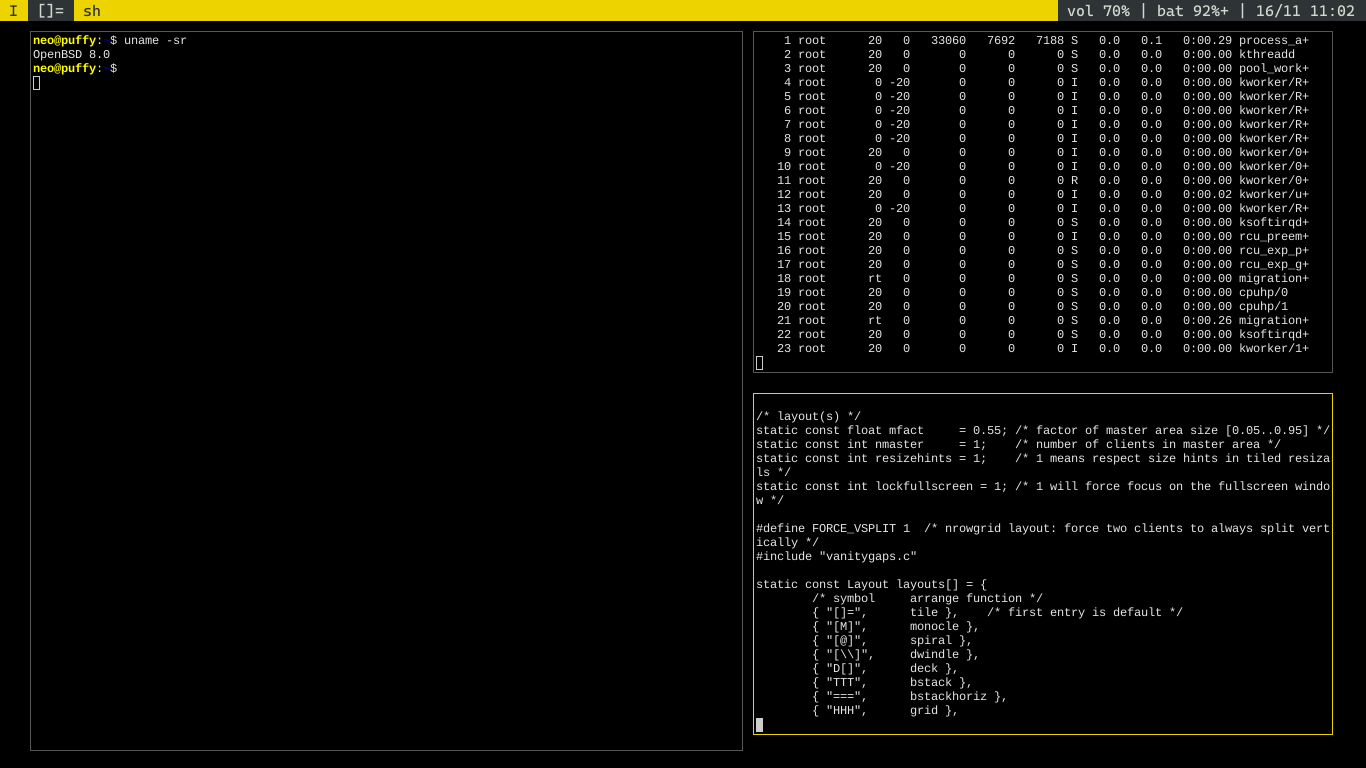 I []= sh vol 70% | bat 92%+ | 16/11 11:02
neo@puffy: $ uname -sr
OpenBSD 8.0
neo@puffy: $
1 root 20 0 33060 7692 7188 S 0.0 0.1 0:00.29 process_a+
2 root 20 0 0 0 0 S 0.0 0.0 0:00.00 kthreadd
3 root 20 0 0 0 0 S 0.0 0.0 0:00.00 pool_work+
4 root 0 -20 0 0 0 I 0.0 0.0 0:00.00 kworker/R+
5 root 0 -20 0 0 0 I 0.0 0.0 0:00.00 kworker/R+
6 root 0 -20 0 0 0 I 0.0 0.0 0:00.00 kworker/R+
7 root 0 -20 0 0 0 I 0.0 0.0 0:00.00 kworker/R+
8 root 0 -20 0 0 0 I 0.0 0.0 0:00.00 kworker/R+
9 root 20 0 0 0 0 I 0.0 0.0 0:00.00 kworker/0+
10 root 0 -20 0 0 0 I 0.0 0.0 0:00.00 kworker/0+
11 root 20 0 0 0 0 R 0.0 0.0 0:00.00 kworker/0+
12 root 20 0 0 0 0 I 0.0 0.0 0:00.02 kworker/u+
13 root 0 -20 0 0 0 I 0.0 0.0 0:00.00 kworker/R+
14 root 20 0 0 0 0 S 0.0 0.0 0:00.00 ksoftirqd+
15 root 20 0 0 0 0 I 0.0 0.0 0:00.00 rcu_preem+
16 root 20 0 0 0 0 S 0.0 0.0 0:00.00 rcu_exp_p+
17 root 20 0 0 0 0 S 0.0 0.0 0:00.00 rcu_exp_g+
18 root rt 0 0 0 0 S 0.0 0.0 0:00.00 migration+
19 root 20 0 0 0 0 S 0.0 0.0 0:00.00 cpuhp/0
20 root 20 0 0 0 0 S 0.0 0.0 0:00.00 cpuhp/1
21 root rt 0 0 0 0 S 0.0 0.0 0:00.26 migration+
22 root 20 0 0 0 0 S 0.0 0.0 0:00.00 ksoftirqd+
23 root 20 0 0 0 0 I 0.0 0.0 0:00.00 kworker/1+
/* layout(s) */
static const float mfact     = 0.55; /* factor of master area size [0.05..0.95] */
static const int nmaster     = 1;    /* number of clients in master area */
static const int resizehints = 1;    /* 1 means respect size hints in tiled resiza
ls */
static const int lockfullscreen = 1; /* 1 will force focus on the fullscreen windo
w */
#define FORCE_VSPLIT 1  /* nrowgrid layout: force two clients to always split vert
ically */
#include "vanitygaps.c"
static const Layout layouts[] = {
/* symbol     arrange function */
{ "[]=",      tile },    /* first entry is default */
{ "[M]",      monocle },
{ "[@]",      spiral },
{ "[\\]",     dwindle },
{ "D[]",      deck },
{ "TTT",      bstack },
{ "===",      bstackhoriz },
{ "HHH",      grid },